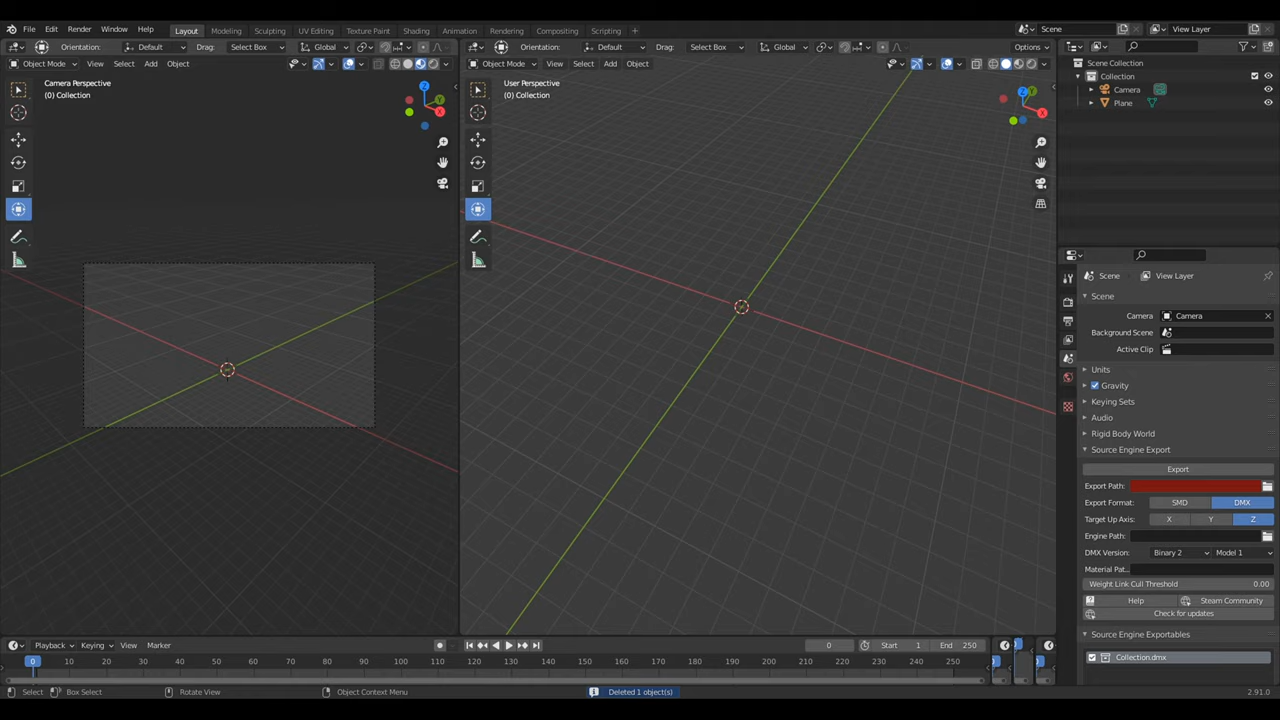 File Edit Render Window Help Layout Modeling Sculpting UV Editing Texture Paint Shading Animation Rendering Compositing Scripting + Scene View Layer
Orientation: Default Drag: Select Box Global Orientation: Default Drag: Select Box Global Options
Object Mode View Select Add Object Object Mode View Select Add Object
Camera Perspective
(0) Collection
User Perspective
(0) Collection
Z Y X
Z Y X
Scene Collection
Collection
Camera
Plane
Scene View Layer
Scene
Camera Camera
Background Scene
Active Clip
Units
Gravity
Keying Sets
Audio
Rigid Body World
Source Engine Export
Export
Export Path:
Export Format: SMD DMX
Target Up Axis: X Y Z
Engine Path:
DMX Version: Binary 2 Model 1
Material Pat..
Weight Link Cull Threshold 0.00
Help Steam Community
Check for updates
Source Engine Exportables
Collection.dmx
Playback Keying View Marker 0 Start 1 End 250
0 10 20 30 40 50 60 70 80 90 100 110 120 130 140 150 160 170 180 190 200 210 220 230 240 250
Select Box Select Rotate View Object Context Menu Deleted 1 object(s) 2.91.0